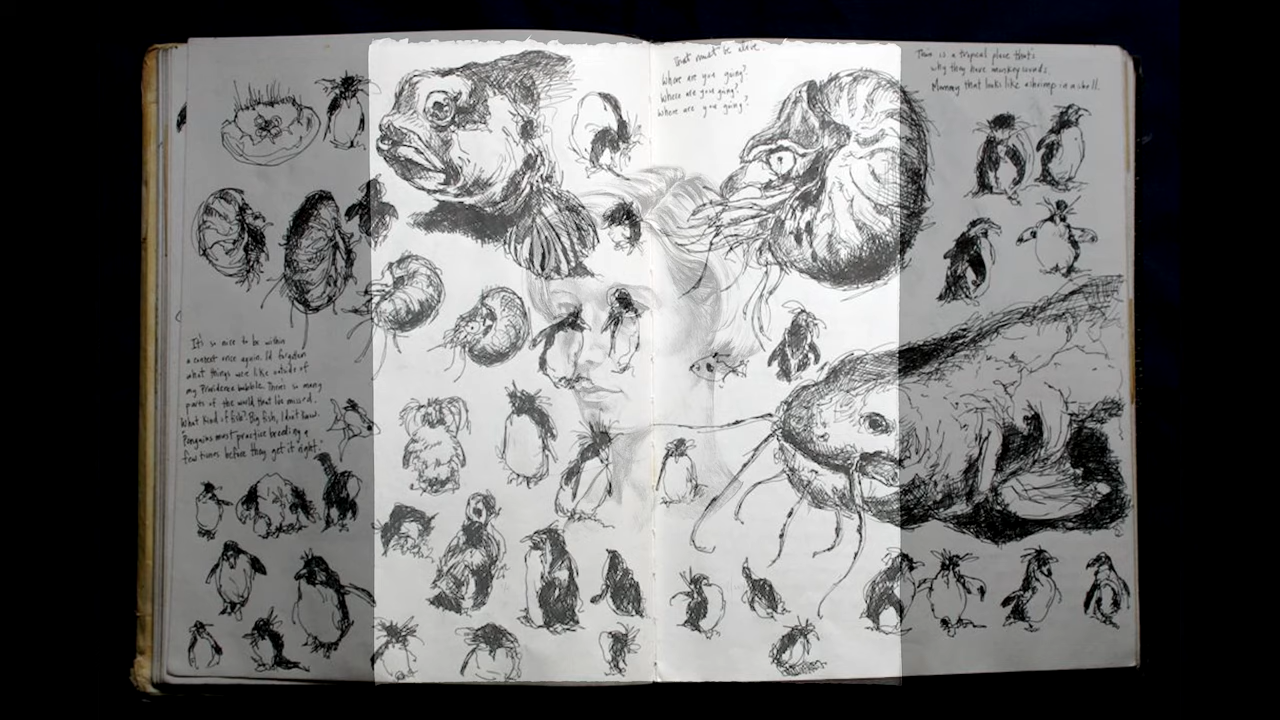 It's so nice to be within
a context once again. I'd forgotten
what things were like outside of
my Providence bubble. There's so many
parts of the world that I've missed.
What kind of fish? Big fish, I don't know.
"Penguins must practice breeding a
few times before they get it right."
That must be alive.
Where are you going?
Where are you going?
Where are you going?
This is a tropical place that's
why they have monkey sounds.
Mommy that looks like a shrimp in a shell.